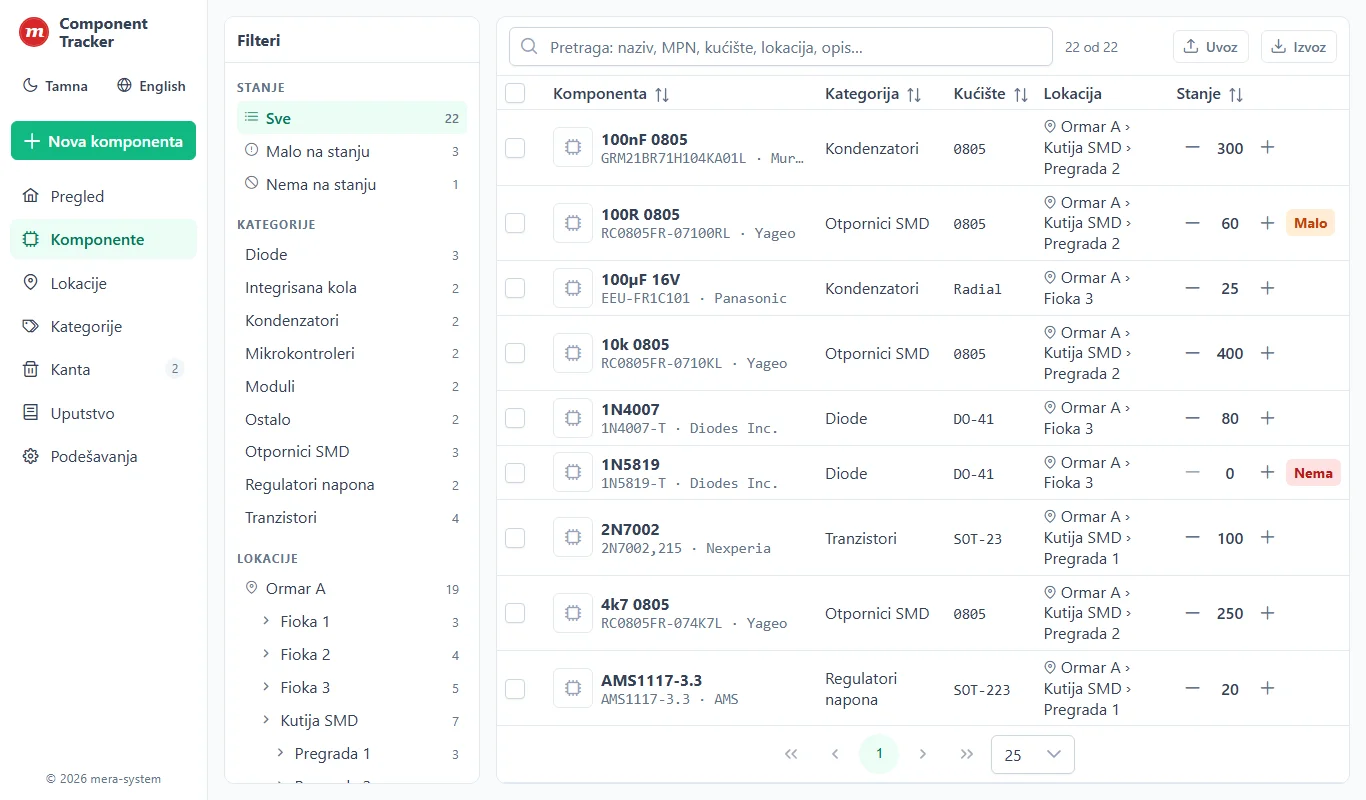 m
Component
Tracker
Tamna
English
Nova komponenta
Pregled
Komponente
Lokacije
Kategorije
Kanta 2
Uputstvo
Podešavanja
© 2026 mera-system
Filteri
STANJE
Sve 22
Malo na stanju 3
Nema na stanju 1
KATEGORIJE
Diode 3
Integrisana kola 2
Kondenzatori 2
Mikrokontroleri 2
Moduli 2
Ostalo 2
Otpornici SMD 3
Regulatori napona 2
Tranzistori 4
LOKACIJE
Ormar A 19
Fioka 1 3
Fioka 2 4
Fioka 3 5
Kutija SMD 7
Pregrada 1 3
Pretraga: naziv, MPN, kućište, lokacija, opis...
22 od 22
Uvoz
Izvoz
Komponenta Kategorija Kućište Lokacija Stanje
100nF 0805
GRM21BR71H104KA01L · Mur…
Kondenzatori
0805
Ormar A ›
Kutija SMD ›
Pregrada 2
− 300 +
100R 0805
RC0805FR-07100RL · Yageo
Otpornici SMD
0805
Ormar A ›
Kutija SMD ›
Pregrada 2
− 60 + Malo
100µF 16V
EEU-FR1C101 · Panasonic
Kondenzatori
Radial
Ormar A ›
Fioka 3
− 25 +
10k 0805
RC0805FR-0710KL · Yageo
Otpornici SMD
0805
Ormar A ›
Kutija SMD ›
Pregrada 2
− 400 +
1N4007
1N4007-T · Diodes Inc.
Diode
DO-41
Ormar A ›
Fioka 3
− 80 +
1N5819
1N5819-T · Diodes Inc.
Diode
DO-41
Ormar A ›
Fioka 3
− 0 + Nema
2N7002
2N7002,215 · Nexperia
Tranzistori
SOT-23
Ormar A ›
Kutija SMD ›
Pregrada 1
− 100 +
4k7 0805
RC0805FR-074K7L · Yageo
Otpornici SMD
0805
Ormar A ›
Kutija SMD ›
Pregrada 2
− 250 +
AMS1117-3.3
AMS1117-3.3 · AMS
Regulatori
napona
SOT-223
Ormar A ›
Kutija SMD ›
Pregrada 1
− 20 +
« ‹ 1 › » 25